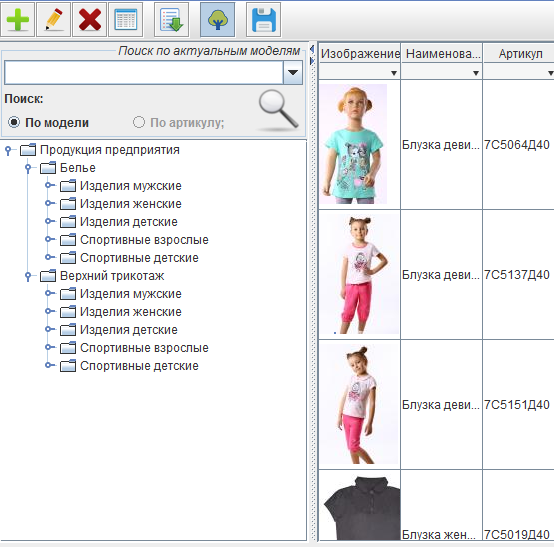 Поиск по актуальным моделям
Поиск:
По модели
По артикулу;
Продукция предприятия
Белье
Изделия мужские
Изделия женские
Изделия детские
Спортивные взрослые
Спортивные детские
Верхний трикотаж
Изделия мужские
Изделия женские
Изделия детские
Спортивные взрослые
Спортивные детские
Изображение Наименова... Артикул
Блузка деви... 7С5064Д40
Блузка деви... 7С5137Д40
Блузка деви... 7С5151Д40
Блузка жен... 7С5019Д40